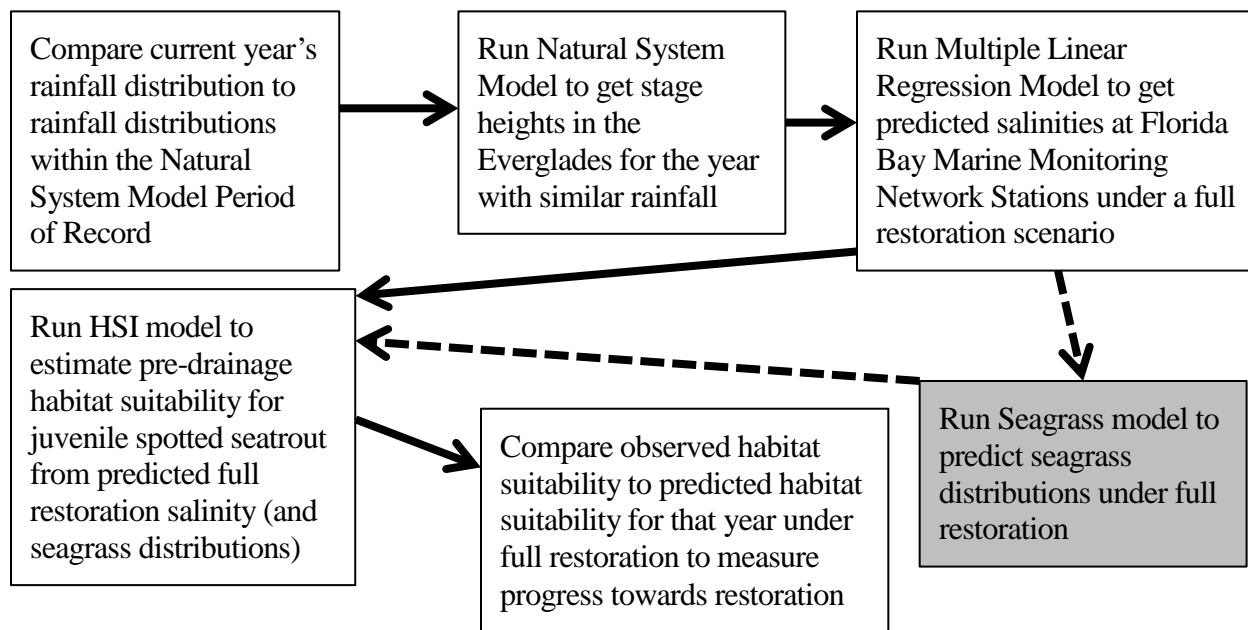 Compare current year’s
rainfall distribution to
rainfall distributions
within the Natural
System Model Period
of Record
Run Natural System
Model to get stage
heights in the
Everglades for the year
with similar rainfall
Run Multiple Linear
Regression Model to get
predicted salinities at Florida
Bay Marine Monitoring
Network Stations under a full
restoration scenario
Run HSI model to
estimate pre-drainage
habitat suitability for
juvenile spotted seatrout
from predicted full
restoration salinity (and
seagrass distributions)
Compare observed habitat
suitability to predicted habitat
suitability for that year under
full restoration to measure
progress towards restoration
Run Seagrass model to
predict seagrass
distributions under full
restoration